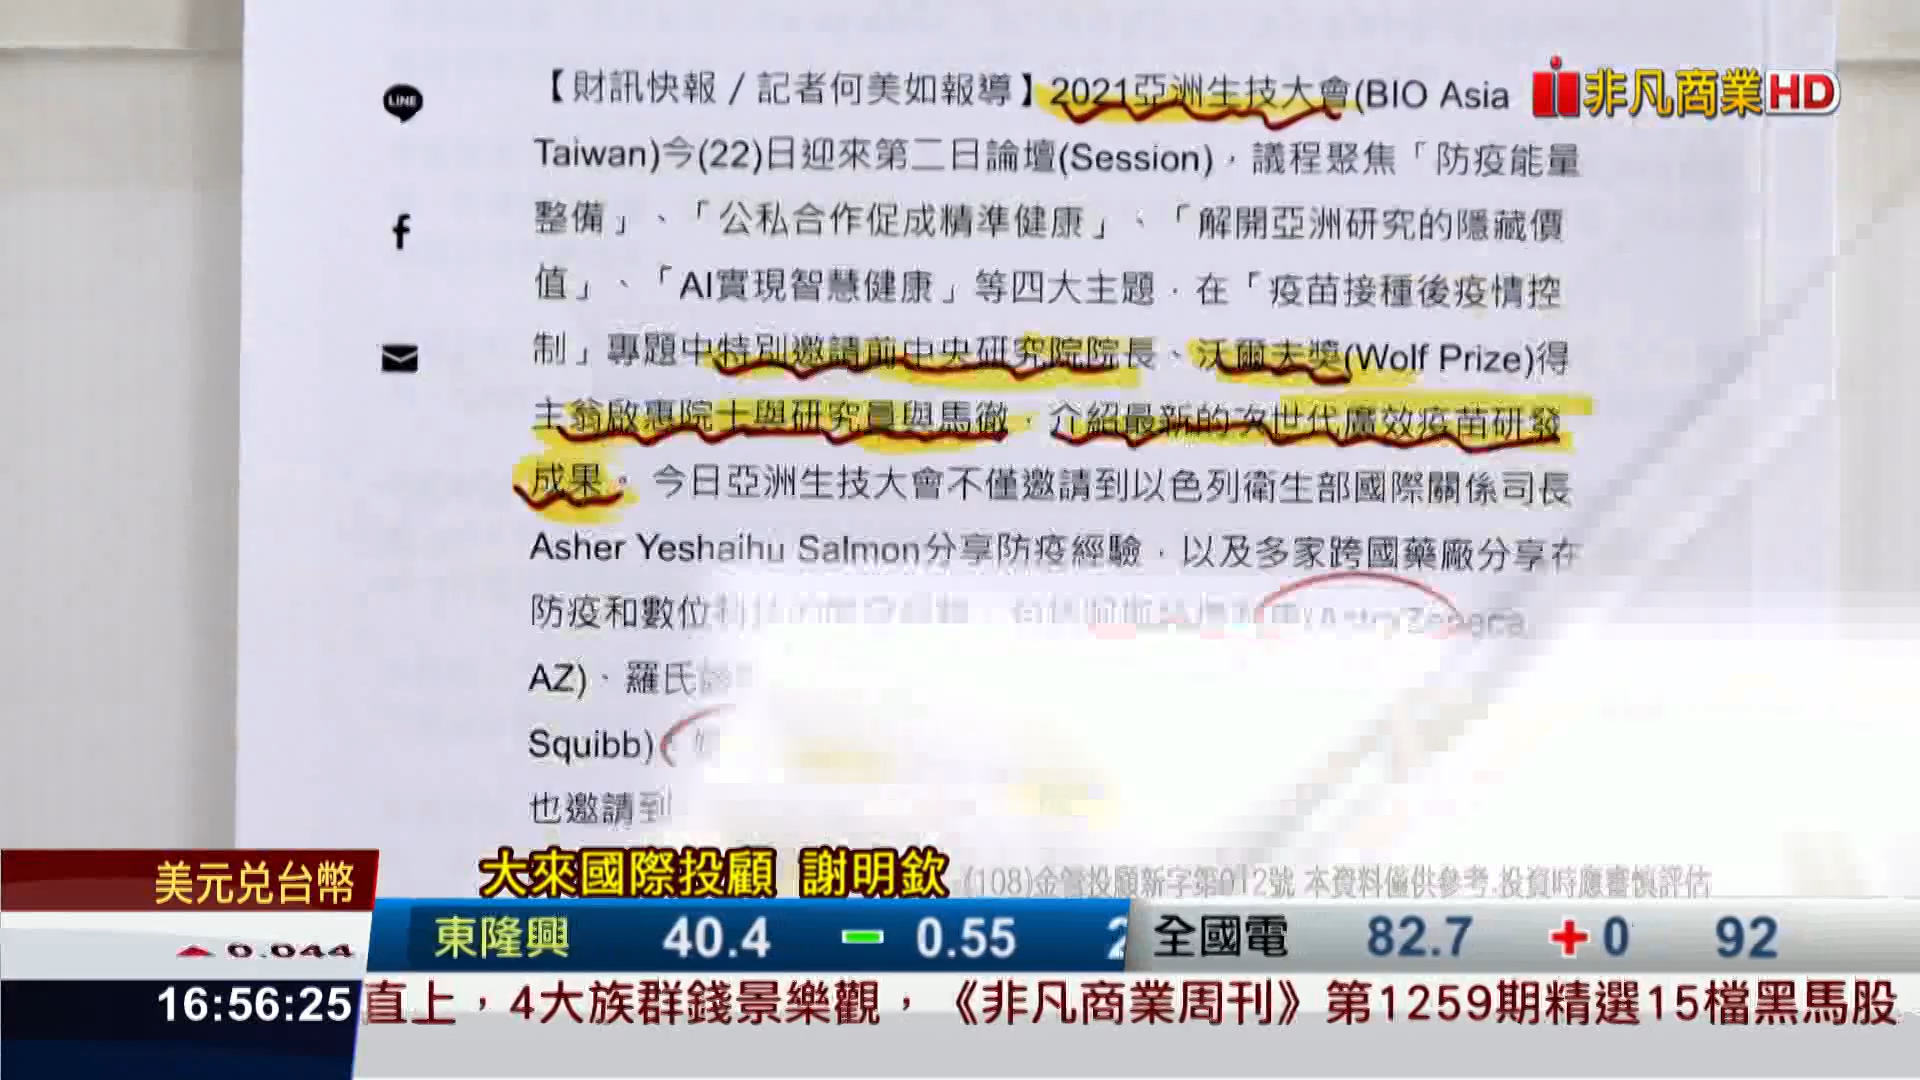 【財訊快報／記者何美如報導】2021亞洲生技大會(BIO Asia
Taiwan)今(22)日迎來第二日論壇(Session)，議程聚焦「防疫能量
整備」、「公私合作促成精準健康」、「解開亞洲研究的隱藏價
值」、「AI實現智慧健康」等四大主題，在「疫苗接種後疫情控
制」專題中特別邀請前中央研究院院長、沃爾夫獎(Wolf Prize)得
主翁啟惠院士與研究員與馬徹，介紹最新的次世代廣效疫苗研發
成果。今日亞洲生技大會不僅邀請到以色列衛生部國際關係司長
Asher Yeshaihu Salmon分享防疫經驗，以及多家跨國藥廠分享在
防疫和數位
AZ)、羅氏
Squibb)
也邀請到
LINE
f
非凡商業HD
大來國際投顧 謝明欽
(108)金管投顧新字第012號 本資料僅供參考,投資時應審慎評估
美元兌台幣
0.044
東隆興 40.4 － 0.55
全國電 82.7 + 0 92
16:56:25
直上，4大族群錢景樂觀，《非凡商業周刊》第1259期精選15檔黑馬股